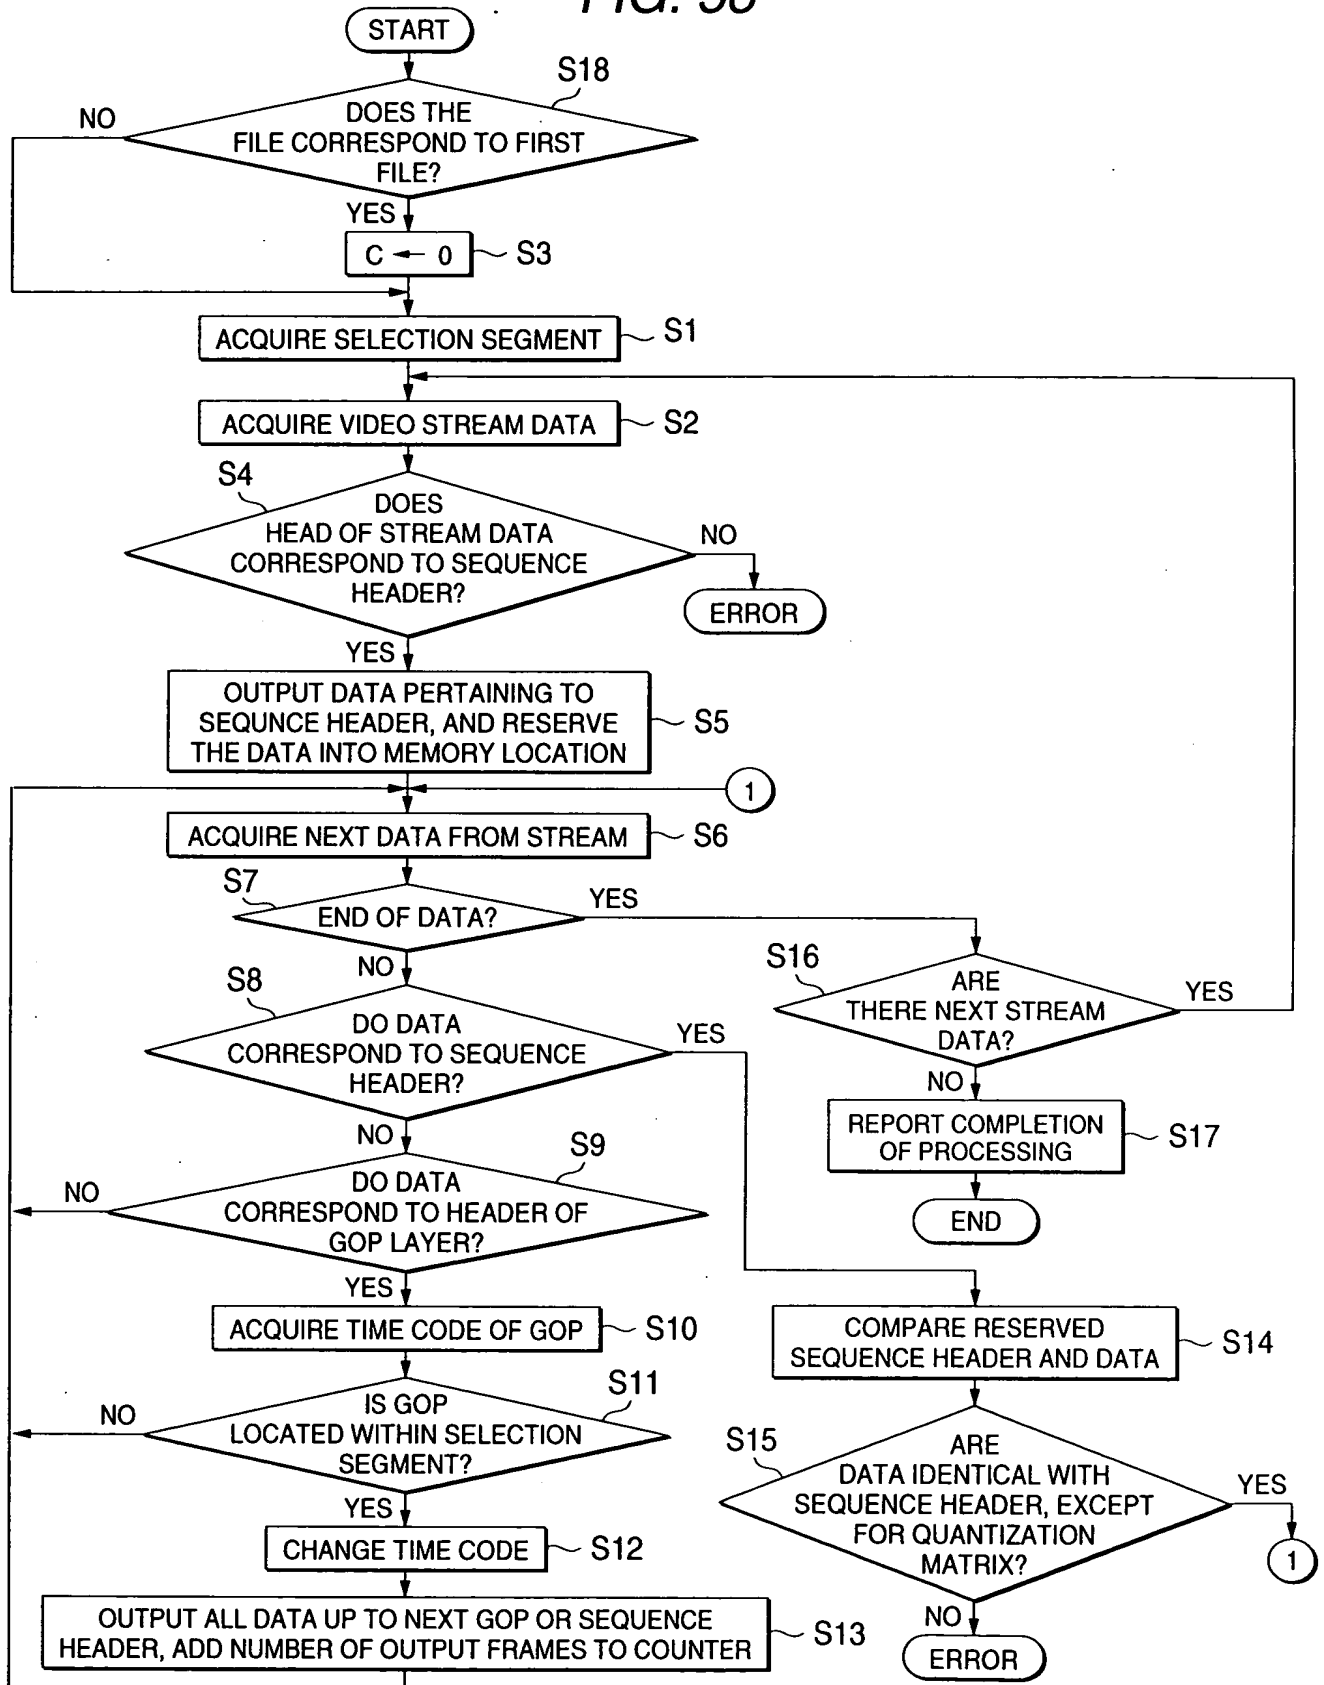 START
S18
NO
DOES THE
FILE CORRESPOND TO FIRST
FILE?
YES
C ← 0
S3
ACQUIRE SELECTION SEGMENT
S1
ACQUIRE VIDEO STREAM DATA
S2
S4
DOES
HEAD OF STREAM DATA
CORRESPOND TO SEQUENCE
HEADER?
NO
ERROR
YES
OUTPUT DATA PERTAINING TO
SEQUNCE HEADER, AND RESERVE
THE DATA INTO MEMORY LOCATION
S5
1
ACQUIRE NEXT DATA FROM STREAM
S6
S7
END OF DATA?
YES
NO
S16
ARE
THERE NEXT STREAM
DATA?
YES
NO
REPORT COMPLETION
OF PROCESSING
S17
END
S8
DO DATA
CORRESPOND TO SEQUENCE
HEADER?
YES
NO
S9
DO DATA
CORRESPOND TO HEADER OF
GOP LAYER?
NO
YES
ACQUIRE TIME CODE OF GOP
S10
S11
IS GOP
LOCATED WITHIN SELECTION
SEGMENT?
NO
YES
CHANGE TIME CODE
S12
OUTPUT ALL DATA UP TO NEXT GOP OR SEQUENCE
HEADER, ADD NUMBER OF OUTPUT FRAMES TO COUNTER
S13
COMPARE RESERVED
SEQUENCE HEADER AND DATA
S14
S15
ARE
DATA IDENTICAL WITH
SEQUENCE HEADER, EXCEPT
FOR QUANTIZATION
MATRIX?
YES
1
NO
ERROR